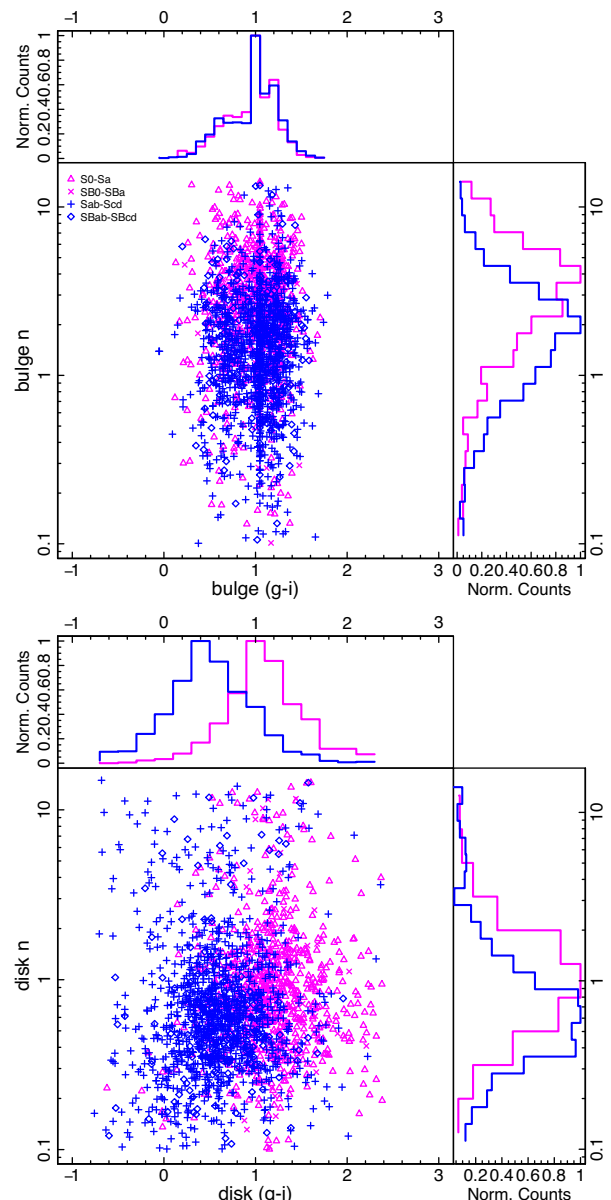 −1 0 1 2 3
Norm. Counts
0 0.2 0.4 0.6 0.8 1
S0-Sa
SB0-SBa
Sab-Scd
SBab-SBcd
bulge n
0.1 1 10
0.1 1 10
−1 0 1 2 3
bulge (g-i)
0 0.2 0.4 0.6 0.8 1
Norm. Counts
−1 0 1 2 3
Norm. Counts
0 0.2 0.4 0.6 0.8 1
disk n
0.1 1 10
0.1 1 10
−1 0 1 2 3
disk (g-i)
0.2 0.4 0.6 0.8 1
Norm. Counts